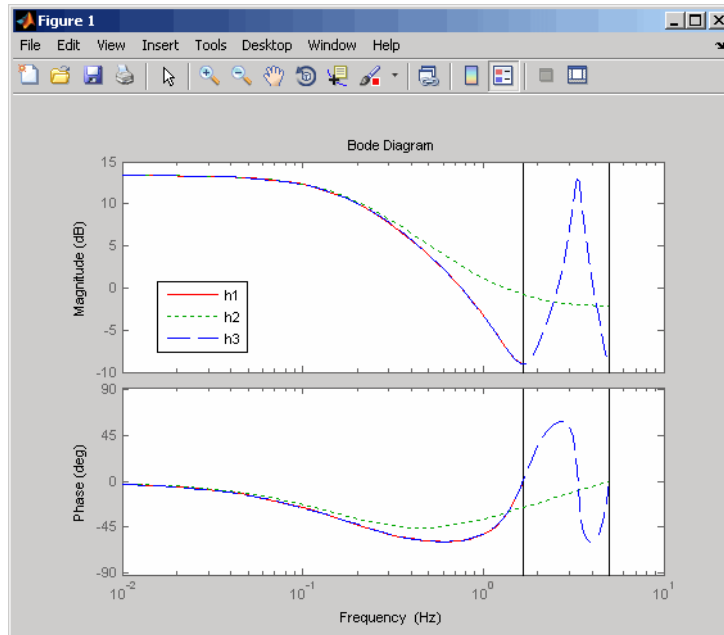 Figure 1
File Edit View Insert Tools Desktop Window Help
Bode Diagram
Magnitude (dB)
15
10
5
0
-5
-10
h1
h2
h3
Phase (deg)
90
45
0
-45
-90
10^-2
10^-1
10^0
10^1
Frequency (Hz)